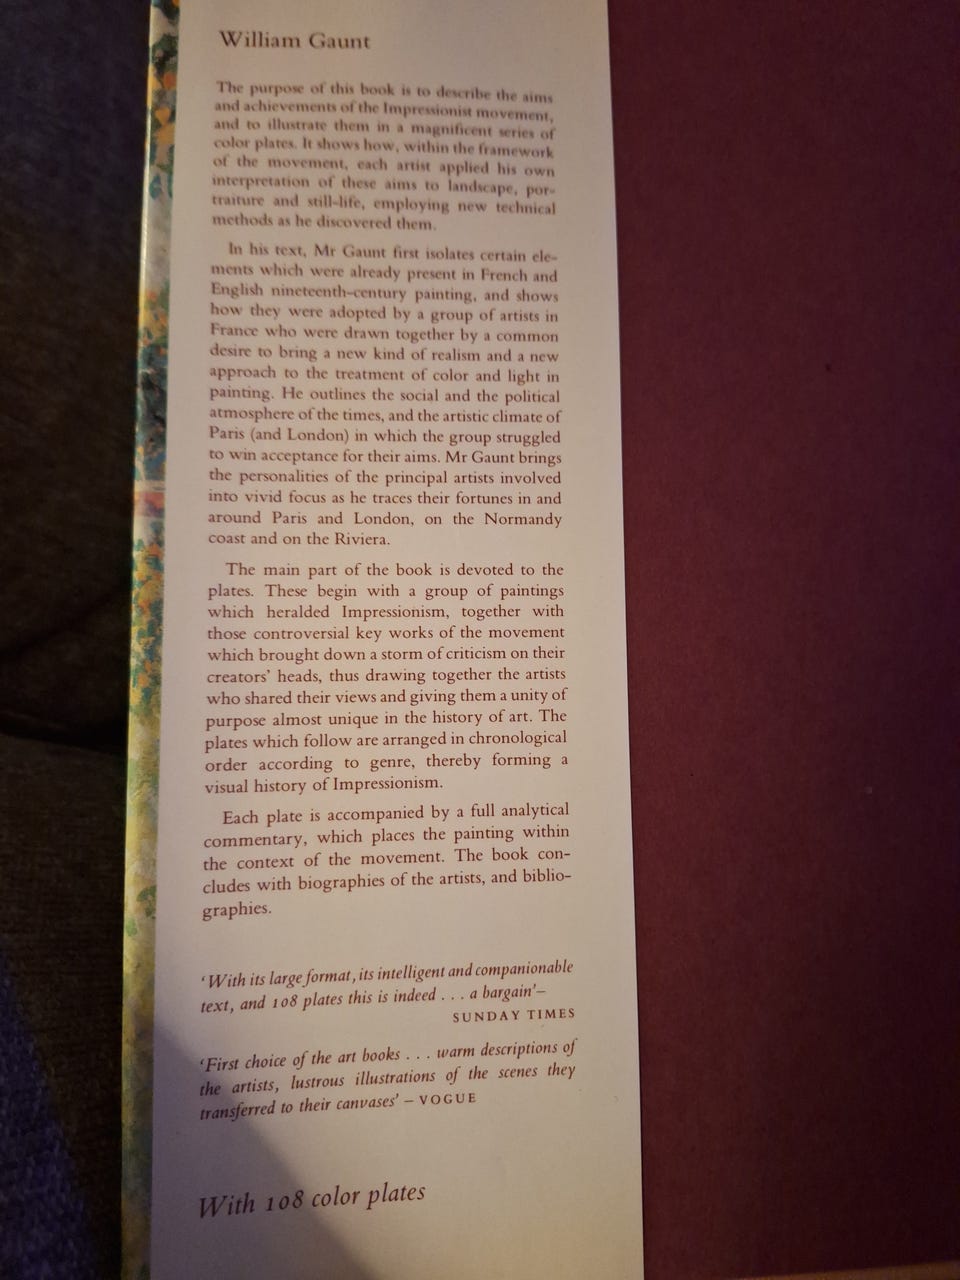 William Gaunt
The purpose of this book is to describe the aims
and achievements of the Impressionist movement,
and to illustrate them in a magnificent series of
color plates. It shows how, within the framework
of the movement, each artist applied his own
interpretation of these aims to landscape, por-
traiture and still-life, employing new technical
methods as he discovered them.
In his text, Mr Gaunt first isolates certain ele-
ments which were already present in French and
English nineteenth-century painting, and shows
how they were adopted by a group of artists in
France who were drawn together by a common
desire to bring a new kind of realism and a new
approach to the treatment of color and light in
painting. He outlines the social and the political
atmosphere of the times, and the artistic climate of
Paris (and London) in which the group struggled
to win acceptance for their aims. Mr Gaunt brings
the personalities of the principal artists involved
into vivid focus as he traces their fortunes in and
around Paris and London, on the Normandy
coast and on the Riviera.
The main part of the book is devoted to the
plates. These begin with a group of paintings
which heralded Impressionism, together with
those controversial key works of the movement
which brought down a storm of criticism on their
creators' heads, thus drawing together the artists
who shared their views and giving them a unity of
purpose almost unique in the history of art. The
plates which follow are arranged in chronological
order according to genre, thereby forming a
visual history of Impressionism.
Each plate is accompanied by a full analytical
commentary, which places the painting within
the context of the movement. The book con-
cludes with biographies of the artists, and biblio-
graphies.
'With its large format, its intelligent and companionable
text, and 108 plates this is indeed . . . a bargain'–
SUNDAY TIMES
'First choice of the art books . . . warm descriptions of
the artists, lustrous illustrations of the scenes they
transferred to their canvases' – VOGUE
With 108 color plates